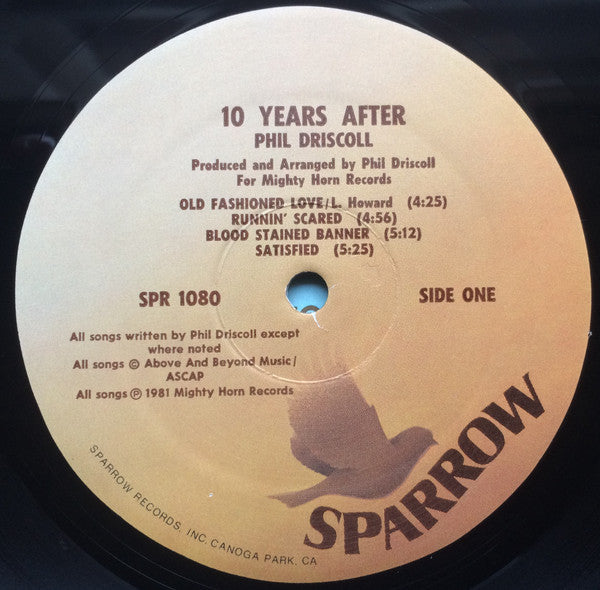 10 YEARS AFTER
PHIL DRISCOLL
Produced and Arranged by Phil Driscoll
For Mighty Horn Records
OLD FASHIONED LOVE/L. Howard (4:25)
RUNNIN' SCARED (4:56)
BLOOD STAINED BANNER (5:12)
SATISFIED (5:25)
SPR 1080
SIDE ONE
All songs written by Phil Driscoll except
where noted
All songs © Above And Beyond Music/
ASCAP
All songs ℗ 1981 Mighty Horn Records
SPARROW RECORDS, INC. CANOGA PARK, CA
SPARROW